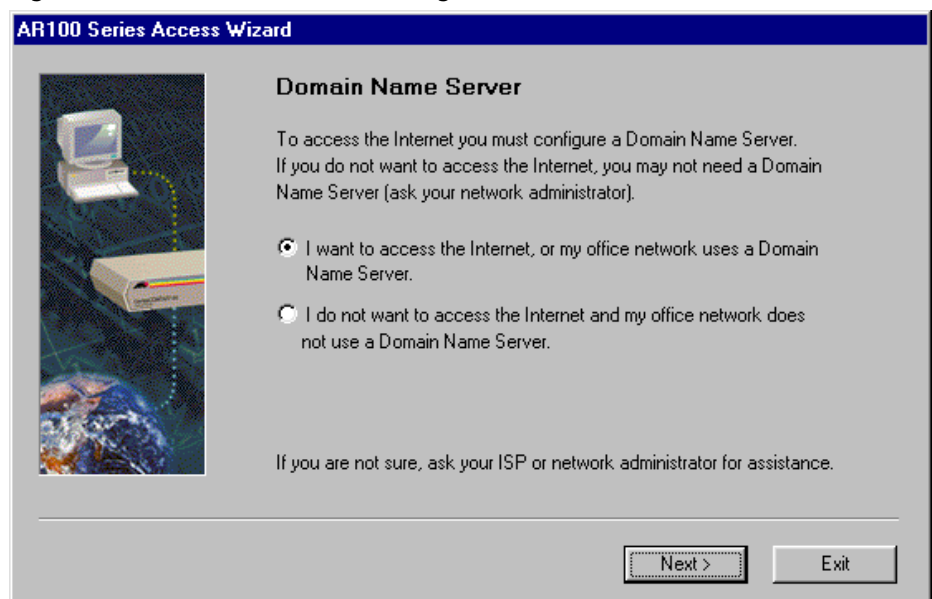 AR100 Series Access Wizard
Domain Name Server
To access the Internet you must configure a Domain Name Server.
If you do not want to access the Internet, you may not need a Domain
Name Server (ask your network administrator).
I want to access the Internet, or my office network uses a Domain
Name Server.
I do not want to access the Internet and my office network does
not use a Domain Name Server.
If you are not sure, ask your ISP or network administrator for assistance.
Next >
Exit